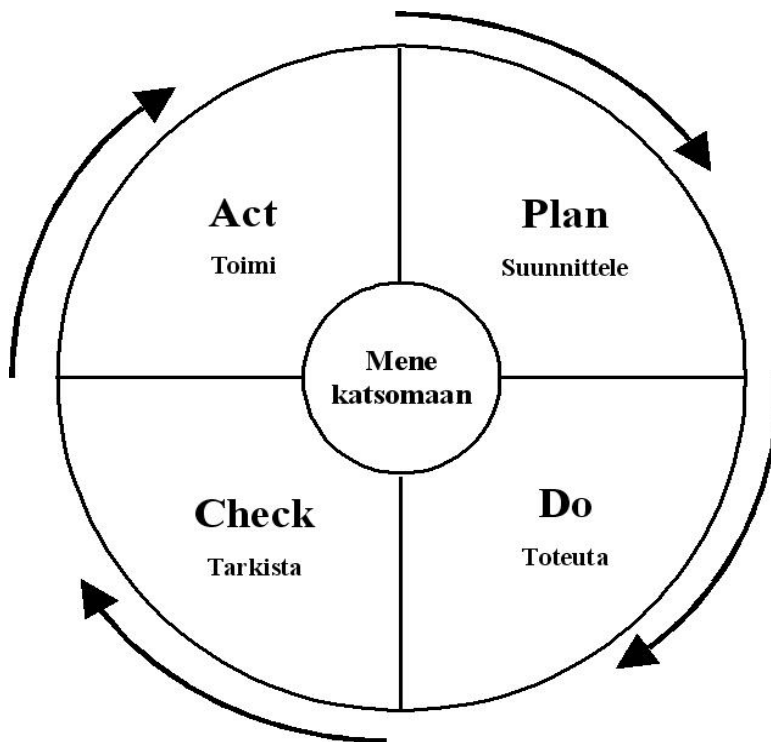 Act
Toimi
Plan
Suunnittele
Mene
katsomaan
Check
Tarkista
Do
Toteuta